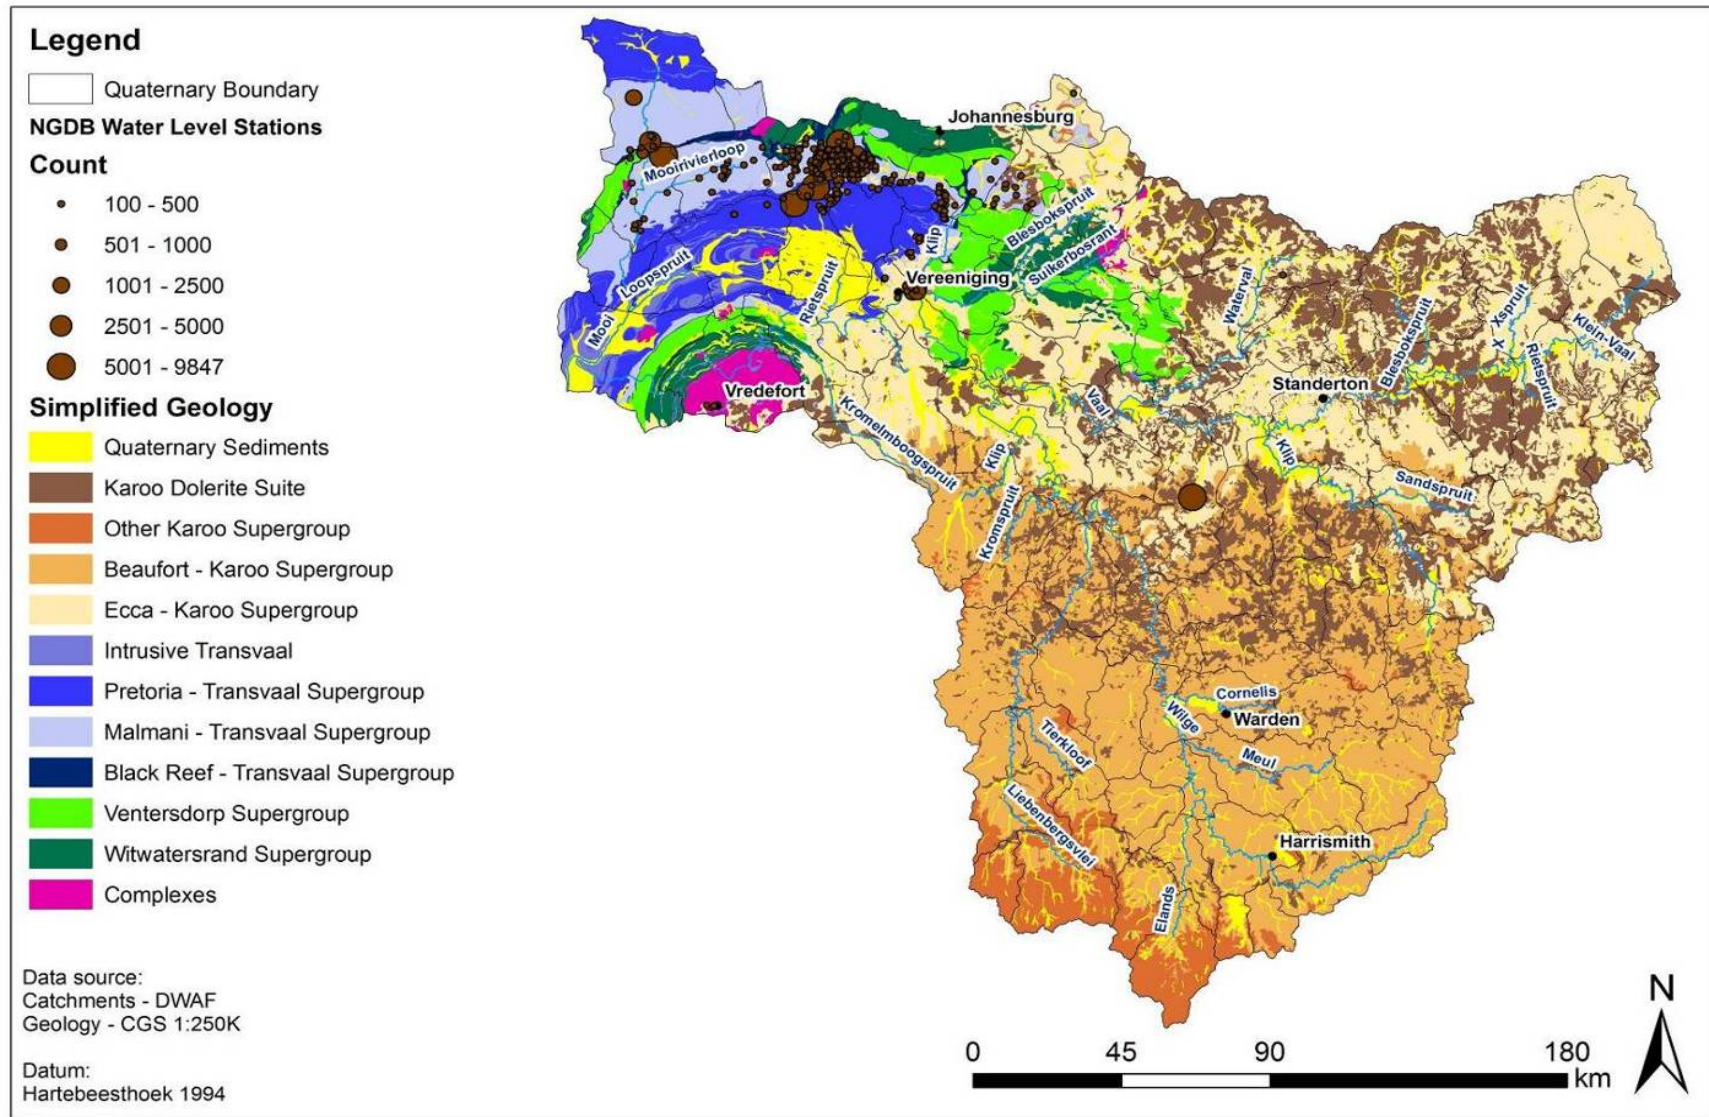 Legend
Quaternary Boundary
NGDB Water Level Stations
Count
100 - 500
501 - 1000
1001 - 2500
2501 - 5000
5001 - 9847
Simplified Geology
Quaternary Sediments
Karoo Dolerite Suite
Other Karoo Supergroup
Beaufort - Karoo Supergroup
Ecca - Karoo Supergroup
Intrusive Transvaal
Pretoria - Transvaal Supergroup
Malmani - Transvaal Supergroup
Black Reef - Transvaal Supergroup
Ventersdorp Supergroup
Witwatersrand Supergroup
Complexes
Data source:
Catchments - DWAF
Geology - CGS 1:250K
Datum:
Hartebeesthoek 1994
Johannesburg
Mooirivierloop
Blesbokspruit
Klip
Suikerbosrant
Loopspruit
Vereeniging
Rietspruit
Mooi
Waterval
Xspruit
X
Klein-Vaal
Blesbokspruit
Rietspruit
Vredefort
Standerton
Vaal
Kromelmboogspruit
Klip
Klip
Sandspruit
Kromspruit
Cornelis
Warden
Wilge
Tierkloof
Meul
Liebenbergsvlei
Harrismith
Elands
N
0 45 90 180
km